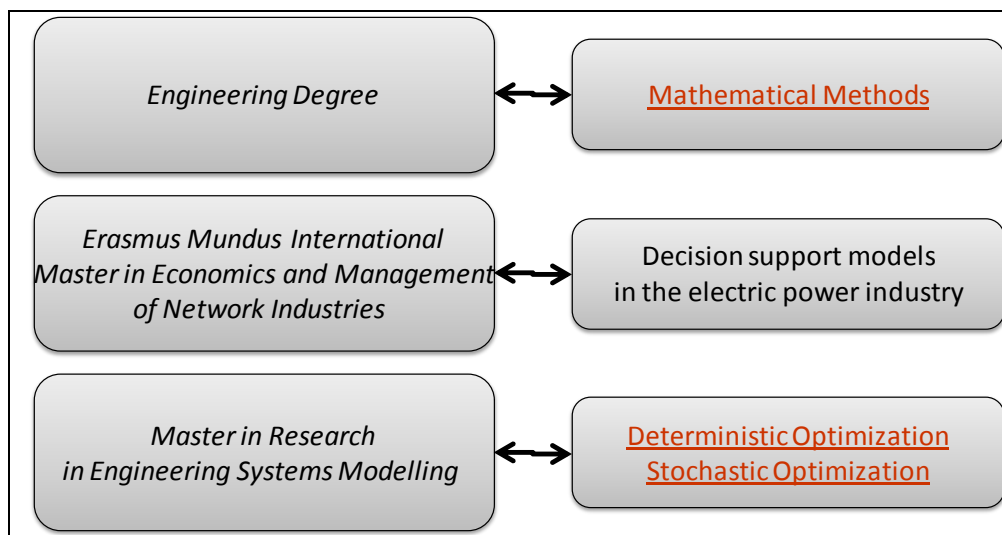 Engineering Degree
Mathematical Methods
Erasmus Mundus International
Master in Economics and Management
of Network Industries
Decision support models
in the electric power industry
Master in Research
in Engineering Systems Modelling
Deterministic Optimization
Stochastic Optimization